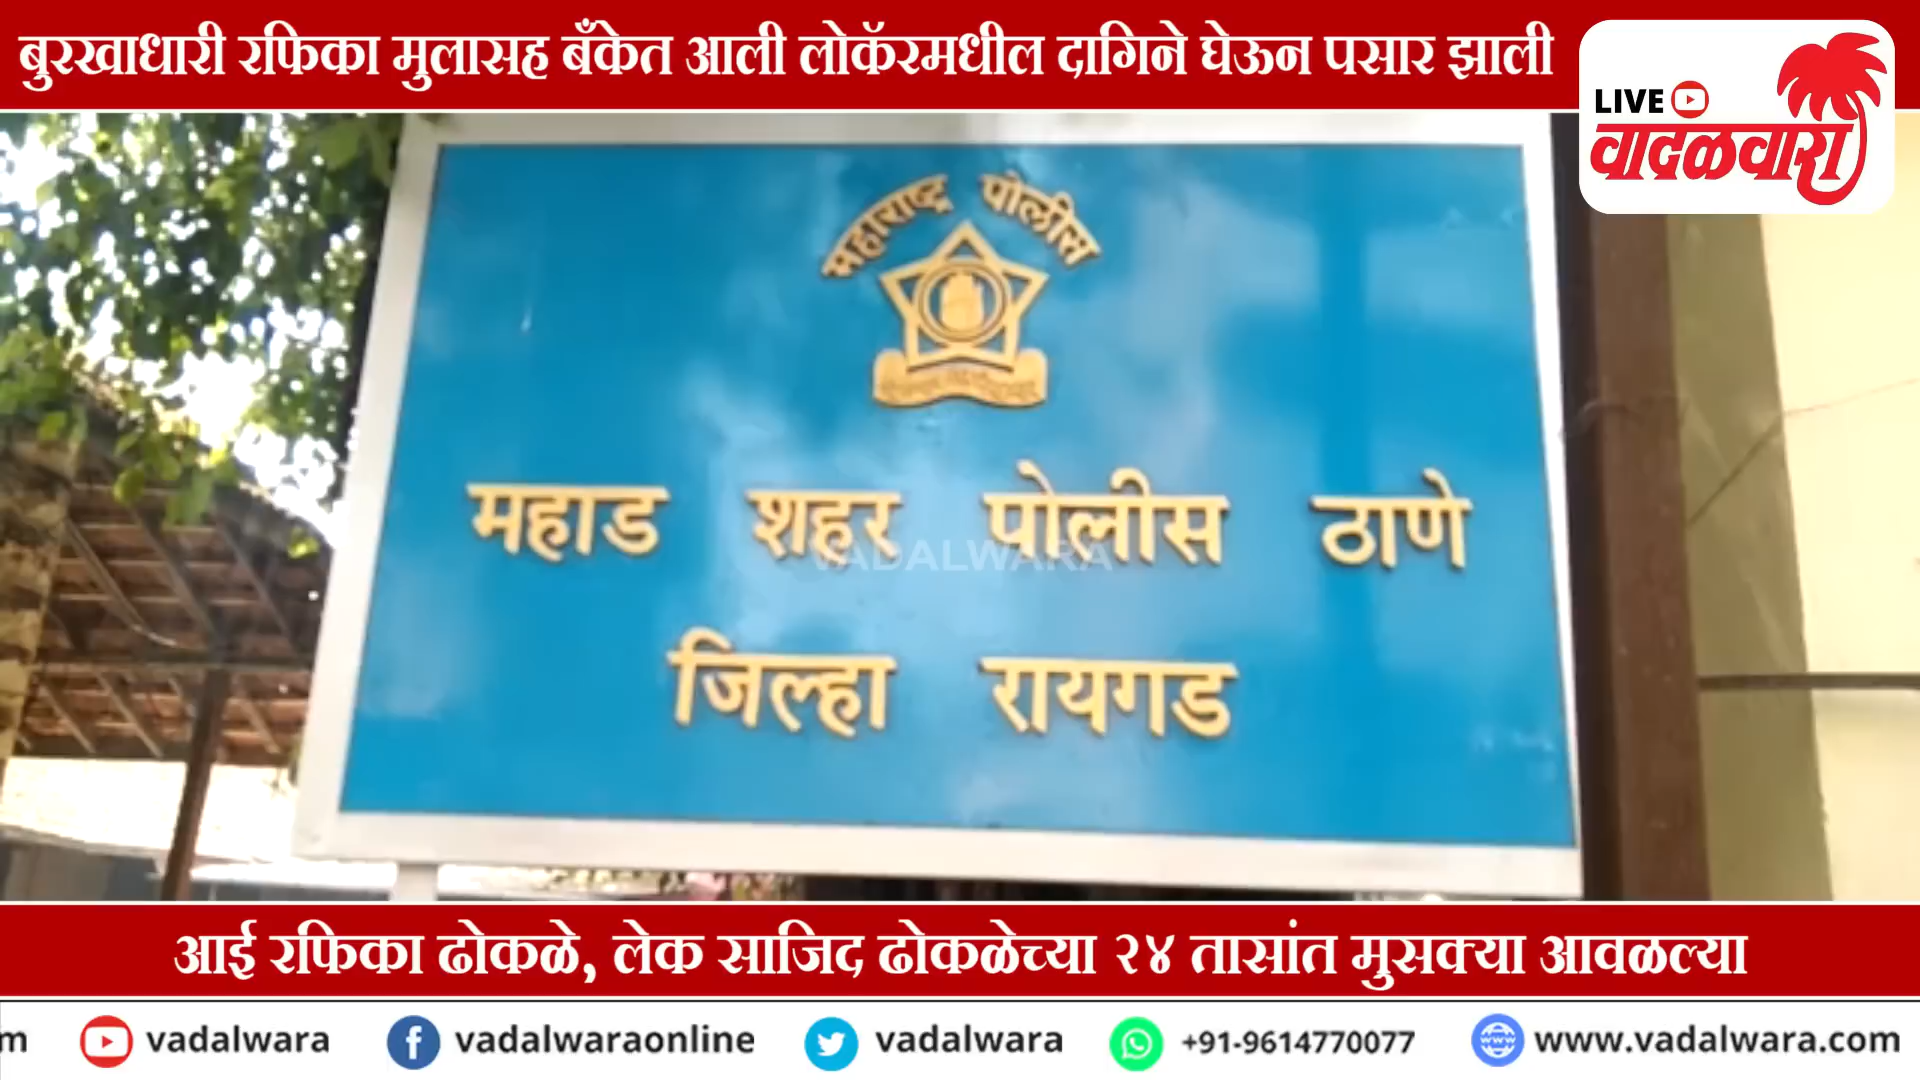 बुरखाधारी रफिका मुलासह बँकेत आली लोकॅरमधील दागिने घेऊन पसार झाली
LIVE
वादळवारा
महाराष्ट्र पोलीस
महाड शहर पोलीस ठाणे
VADALWARA
जिल्हा रायगड
आई रफिका ढोकळे, लेक साजिद ढोकळेच्या २४ तासांत मुसक्या आवळल्या
m vadalwara vadalwaraonline vadalwara +91-9614770077 www.vadalwara.com